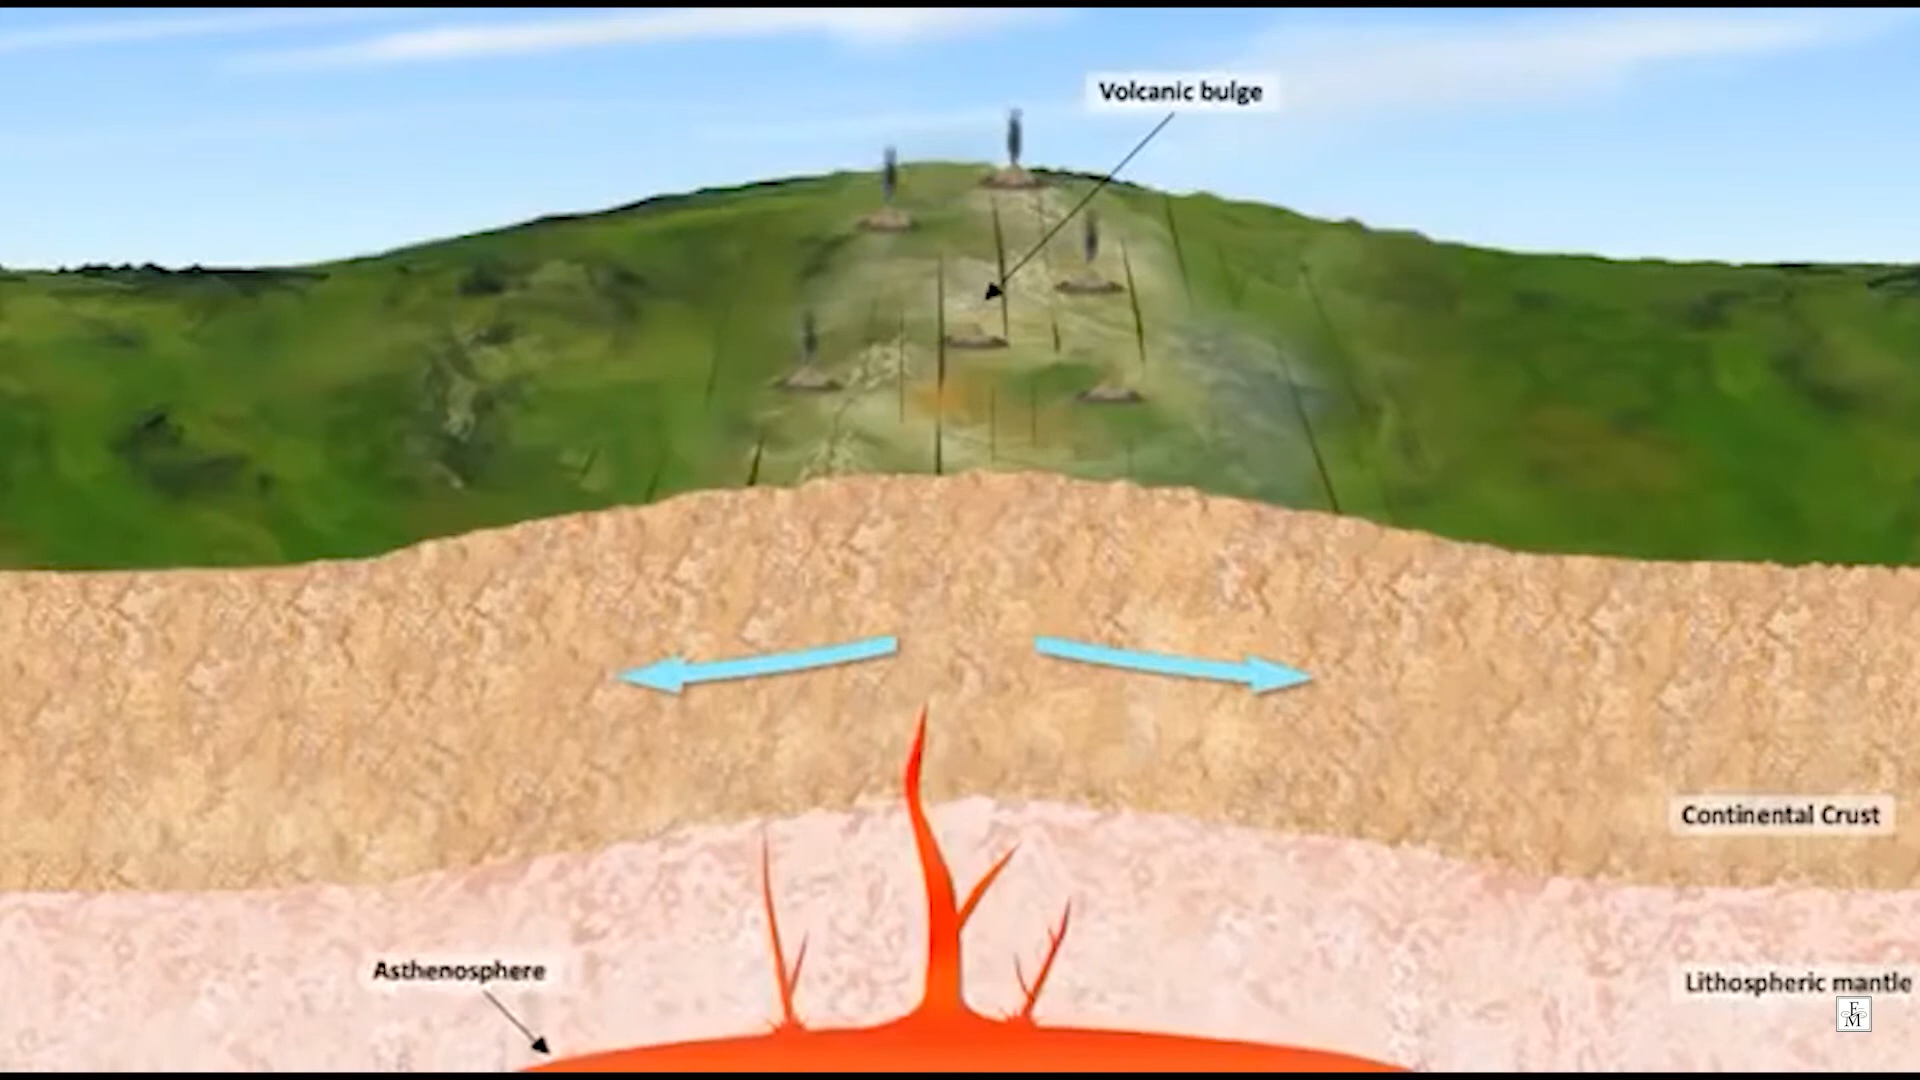 Volcanic bulge
Continental Crust
Asthenosphere
Lithospheric mantle
F
M